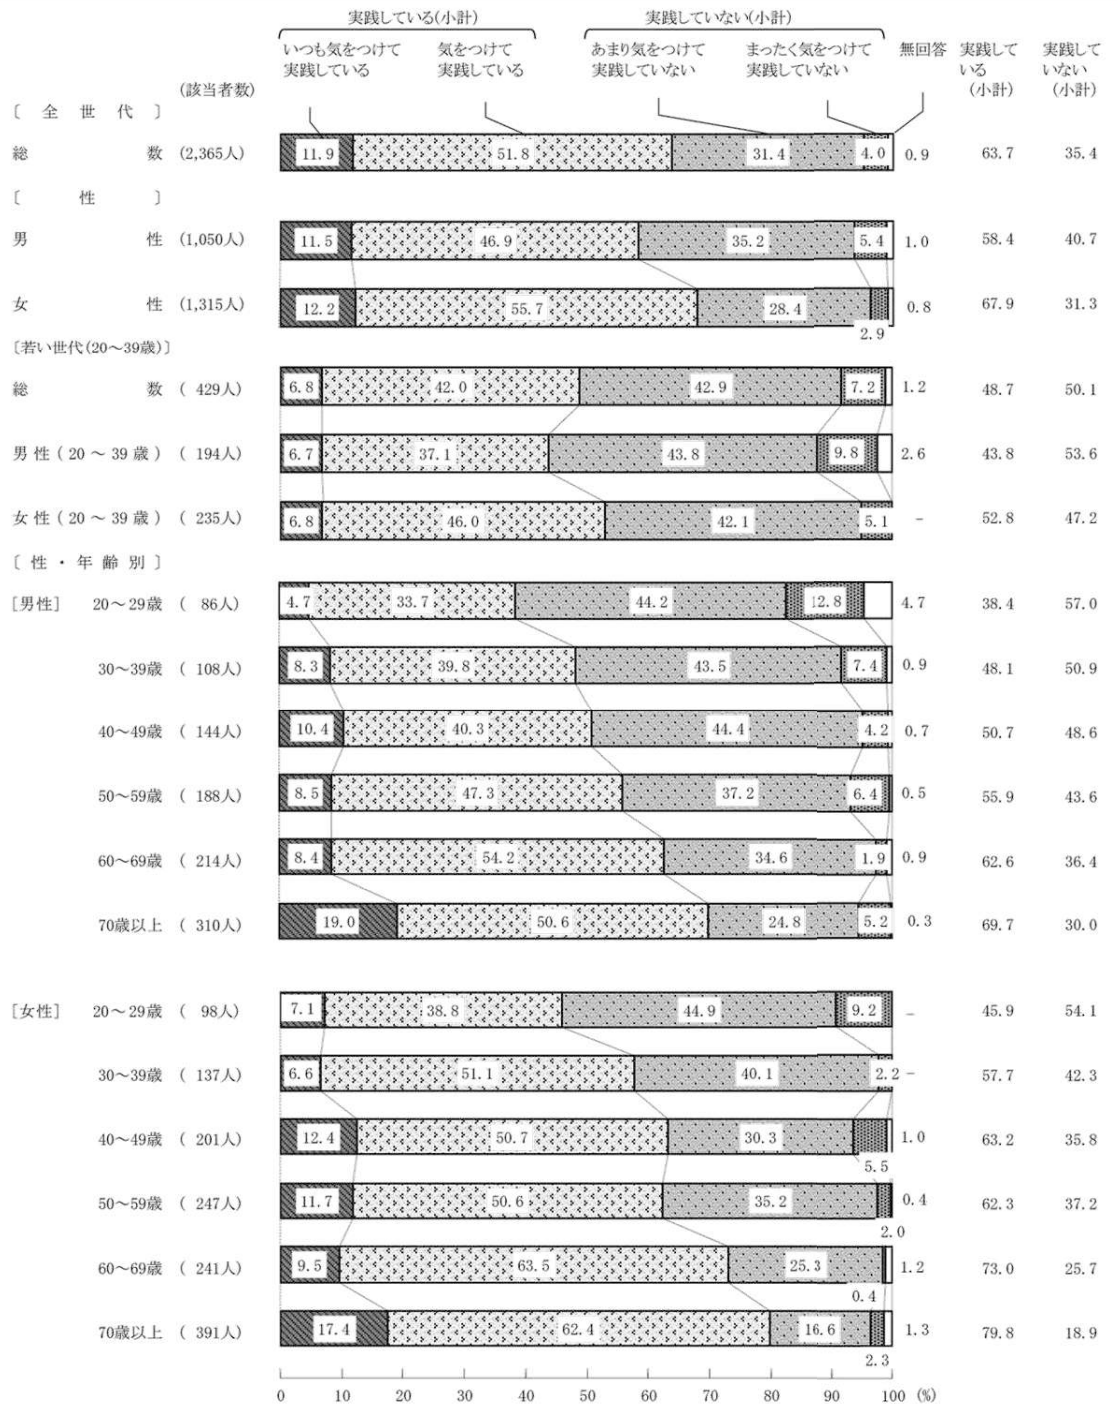 実践している(小計) 実践していない(小計)
いつも気をつけて 気をつけて あまり気をつけて まったく気をつけて 無回答 実践して 実践して
実践している 実践している 実践していない 実践していない いる いない
(該当者数) (小計) (小計)
〔 全 世 代 〕
総 数 (2,365人) 11.9 51.8 31.4 4.0 0.9 63.7 35.4
〔 性 〕
男 性 (1,050人) 11.5 46.9 35.2 5.4 1.0 58.4 40.7
女 性 (1,315人) 12.2 55.7 28.4 2.9 0.8 67.9 31.3
〔若い世代(20～39歳)〕
総 数 ( 429人) 6.8 42.0 42.9 7.2 1.2 48.7 50.1
男 性 ( 20 ～ 39 歳 ) ( 194人) 6.7 37.1 43.8 9.8 2.6 43.8 53.6
女 性 ( 20 ～ 39 歳 ) ( 235人) 6.8 46.0 42.1 5.1 － 52.8 47.2
〔 性 ・ 年 齢 別 〕
[男性] 20～29歳 ( 86人) 4.7 33.7 44.2 12.8 4.7 38.4 57.0
30～39歳 ( 108人) 8.3 39.8 43.5 7.4 0.9 48.1 50.9
40～49歳 ( 144人) 10.4 40.3 44.4 4.2 0.7 50.7 48.6
50～59歳 ( 188人) 8.5 47.3 37.2 6.4 0.5 55.9 43.6
60～69歳 ( 214人) 8.4 54.2 34.6 1.9 0.9 62.6 36.4
70歳以上 ( 310人) 19.0 50.6 24.8 5.2 0.3 69.7 30.0
[女性] 20～29歳 ( 98人) 7.1 38.8 44.9 9.2 － 45.9 54.1
30～39歳 ( 137人) 6.6 51.1 40.1 2.2 － 57.7 42.3
40～49歳 ( 201人) 12.4 50.7 30.3 5.5 1.0 63.2 35.8
50～59歳 ( 247人) 11.7 50.6 35.2 2.0 0.4 62.3 37.2
60～69歳 ( 241人) 9.5 63.5 25.3 0.4 1.2 73.0 25.7
70歳以上 ( 391人) 17.4 62.4 16.6 2.3 1.3 79.8 18.9
0 10 20 30 40 50 60 70 80 90 100 (%)